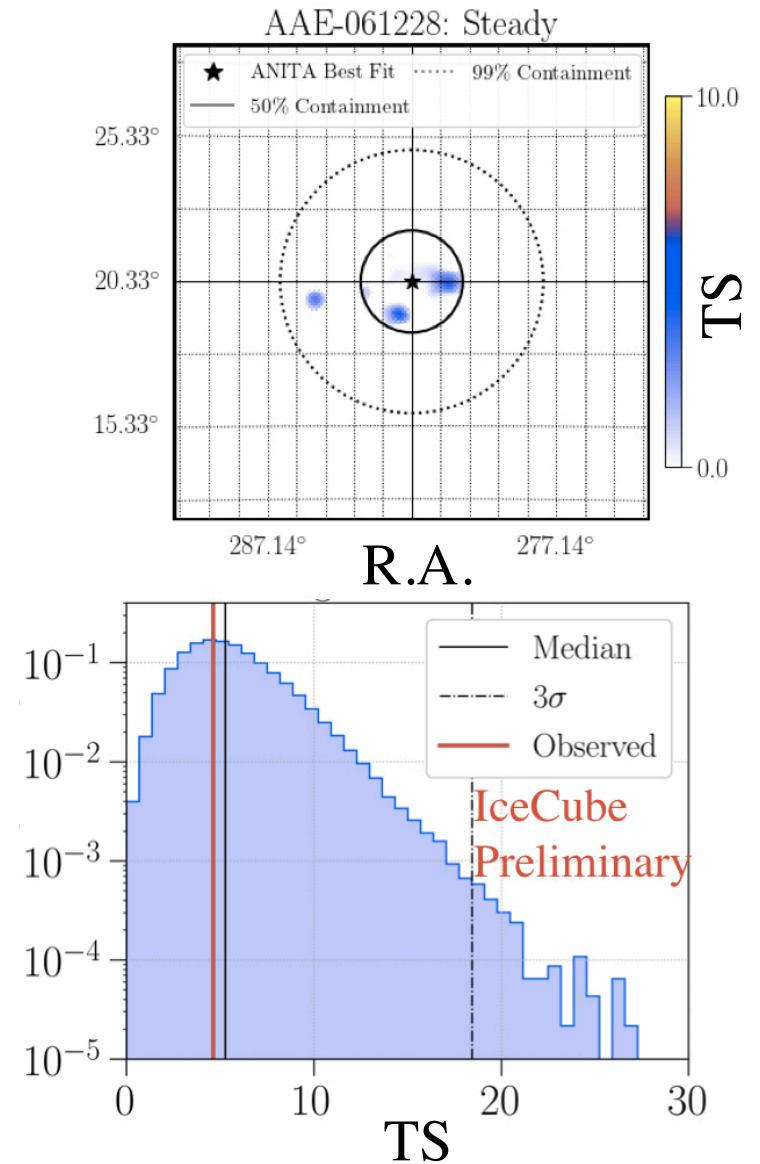 AAE-061228: Steady
ANITA Best Fit
99% Containment
50% Containment
25.33°
20.33°
15.33°
287.14°
277.14°
R.A.
10.0
0.0
TS
10⁻¹
10⁻²
10⁻³
10⁻⁴
10⁻⁵
Median
3σ
Observed
IceCube
Preliminary
0
10
20
30
TS